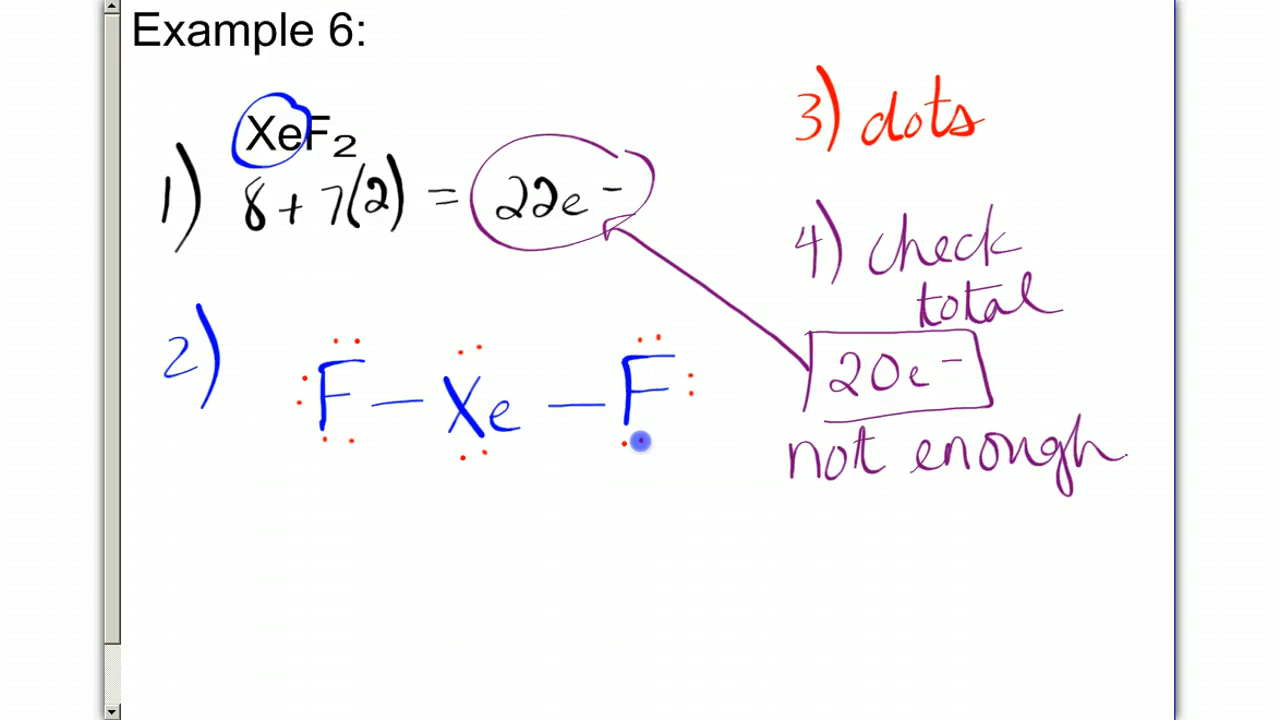 Example 6:
XeF₂
1) 8 + 7(2) = 22e⁻
2)
F – Xe – F
3) dots
4) check
total
20e⁻
not enough